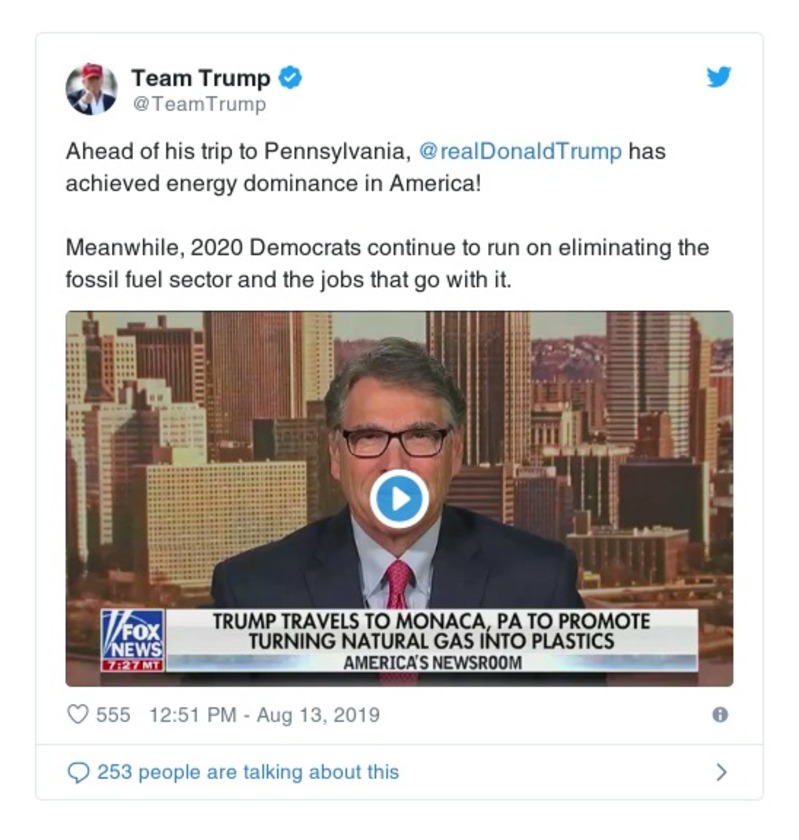 Team Trump
@TeamTrump
Ahead of his trip to Pennsylvania, @realDonaldTrump has
achieved energy dominance in America!
Meanwhile, 2020 Democrats continue to run on eliminating the
fossil fuel sector and the jobs that go with it.
TRUMP TRAVELS TO MONACA, PA TO PROMOTE
TURNING NATURAL GAS INTO PLASTICS
AMERICA'S NEWSROOM
FOX
NEWS
7:27 MT
555 12:51 PM - Aug 13, 2019
253 people are talking about this